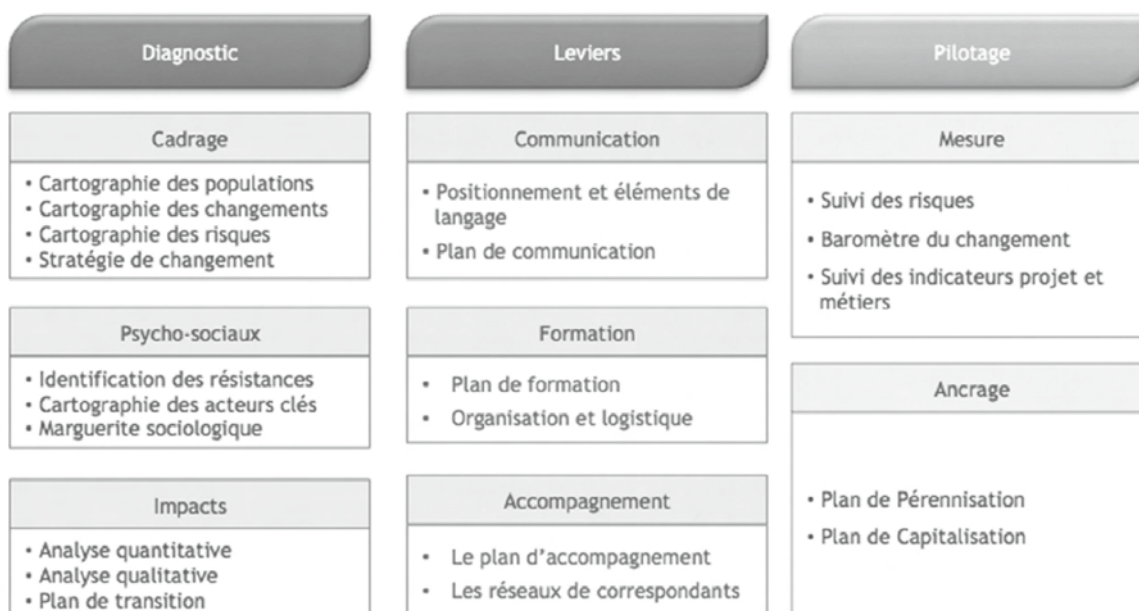 Diagnostic
Cadrage
• Cartographie des populations
• Cartographie des changements
• Cartographie des risques
• Stratégie de changement
Psycho-sociaux
• Identification des résistances
• Cartographie des acteurs clés
• Marguerite sociologique
Impacts
• Analyse quantitative
• Analyse qualitative
• Plan de transition
Leviers
Communication
• Positionnement et éléments de
langage
• Plan de communication
Formation
• Plan de formation
• Organisation et logistique
Accompagnement
• Le plan d'accompagnement
• Les réseaux de correspondants
Pilotage
Mesure
• Suivi des risques
• Baromètre du changement
• Suivi des indicateurs projet et
métiers
Ancrage
• Plan de Pérennisation
• Plan de Capitalisation